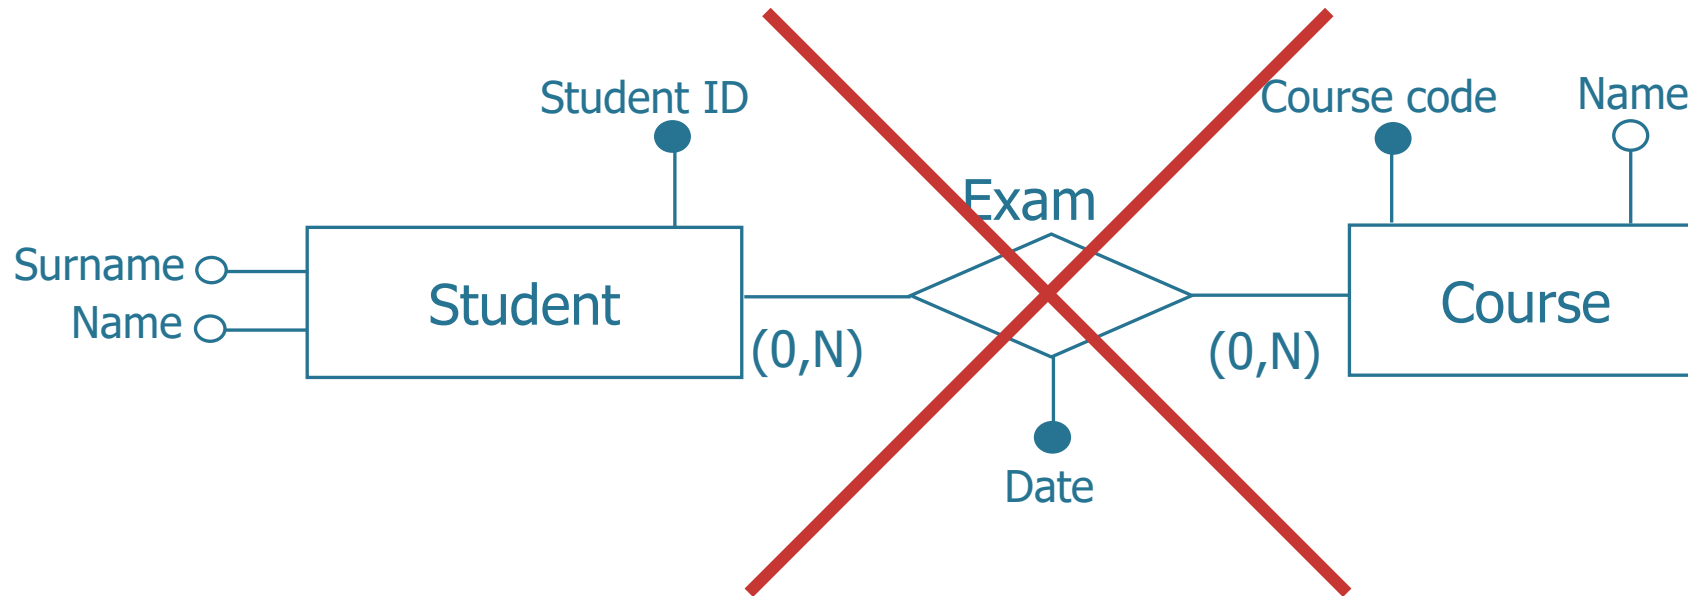 Student ID
Course code
Name
Exam
Surname
Name
Student
Course
(0,N)
(0,N)
Date